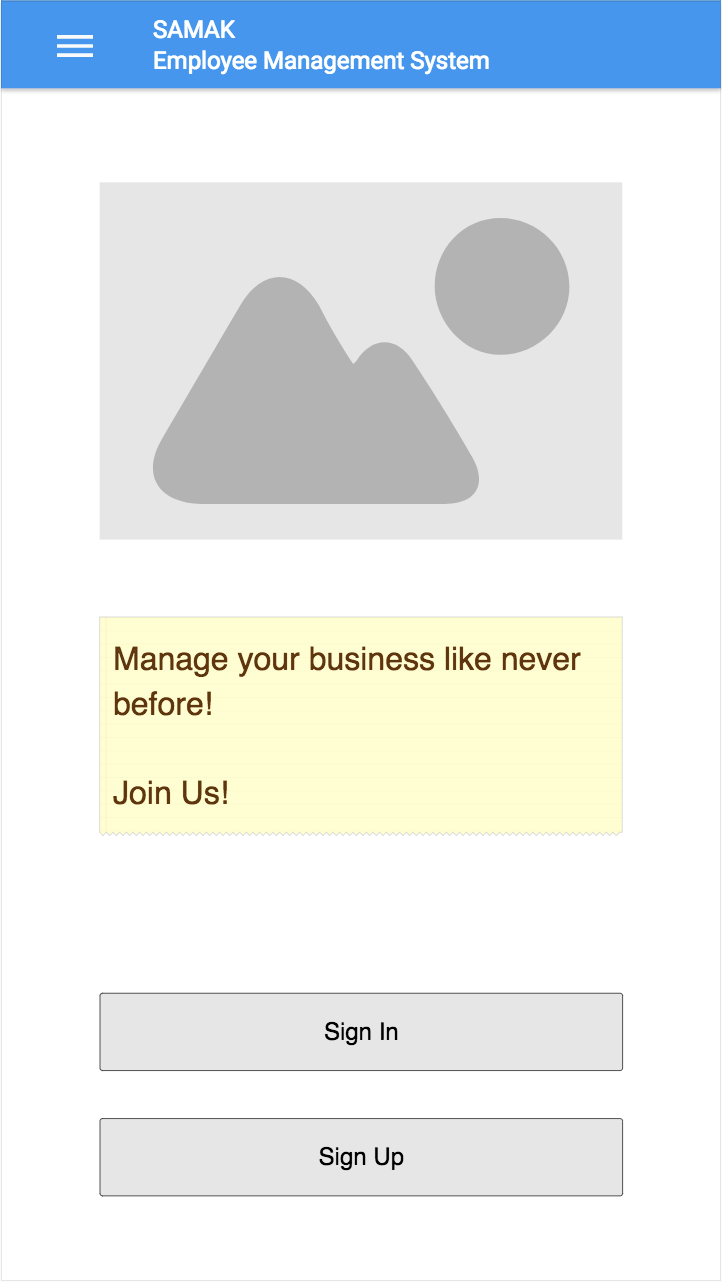 SAMAK
Employee Management System
Manage your business like never
before!
Join Us!
Sign In
Sign Up